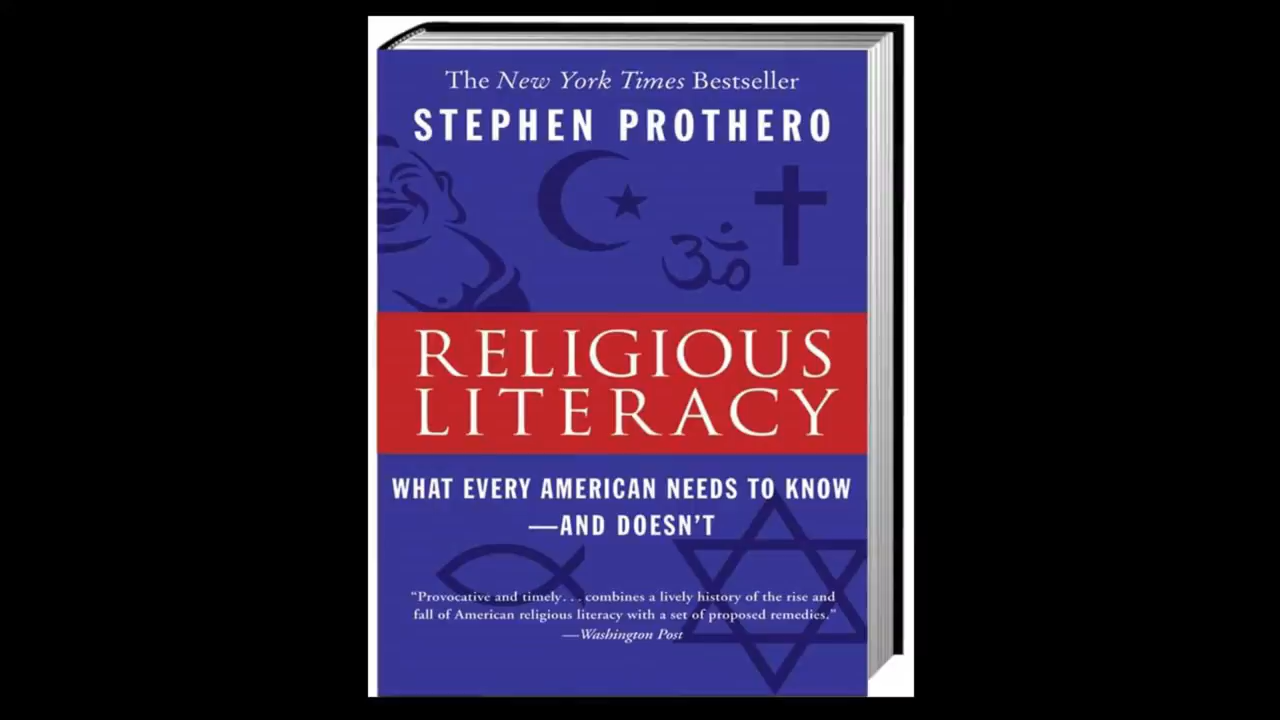 The New York Times Bestseller
STEPHEN PROTHERO
ॐ
RELIGIOUS
LITERACY
WHAT EVERY AMERICAN NEEDS TO KNOW
—AND DOESN'T
“Provocative and timely. . . combines a lively history of the rise and
fall of American religious literacy with a set of proposed remedies.”
—Washington Post